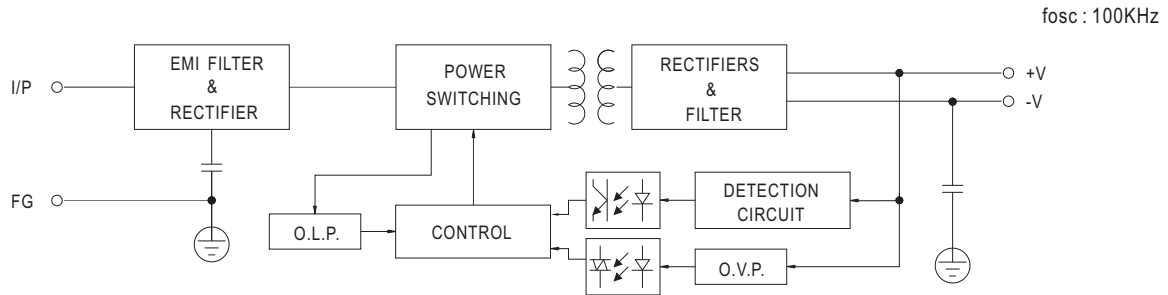 fosc : 100KHz
I/P
EMI FILTER
&
RECTIFIER
POWER
SWITCHING
RECTIFIERS
&
FILTER
+V
-V
FG
O.L.P.
CONTROL
DETECTION
CIRCUIT
O.V.P.